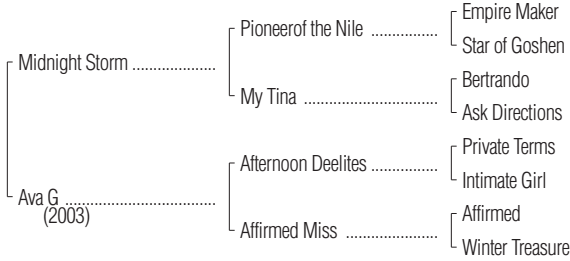 Empire Maker
Pioneerof the Nile ................
Star of Goshen
Midnight Storm ....................
Bertrando
My Tina ................................
Ask Directions
Private Terms
Afternoon Deelites ................
Intimate Girl
Ava G ....................................
(2003)
Affirmed
Affirmed Miss ......................
Winter Treasure